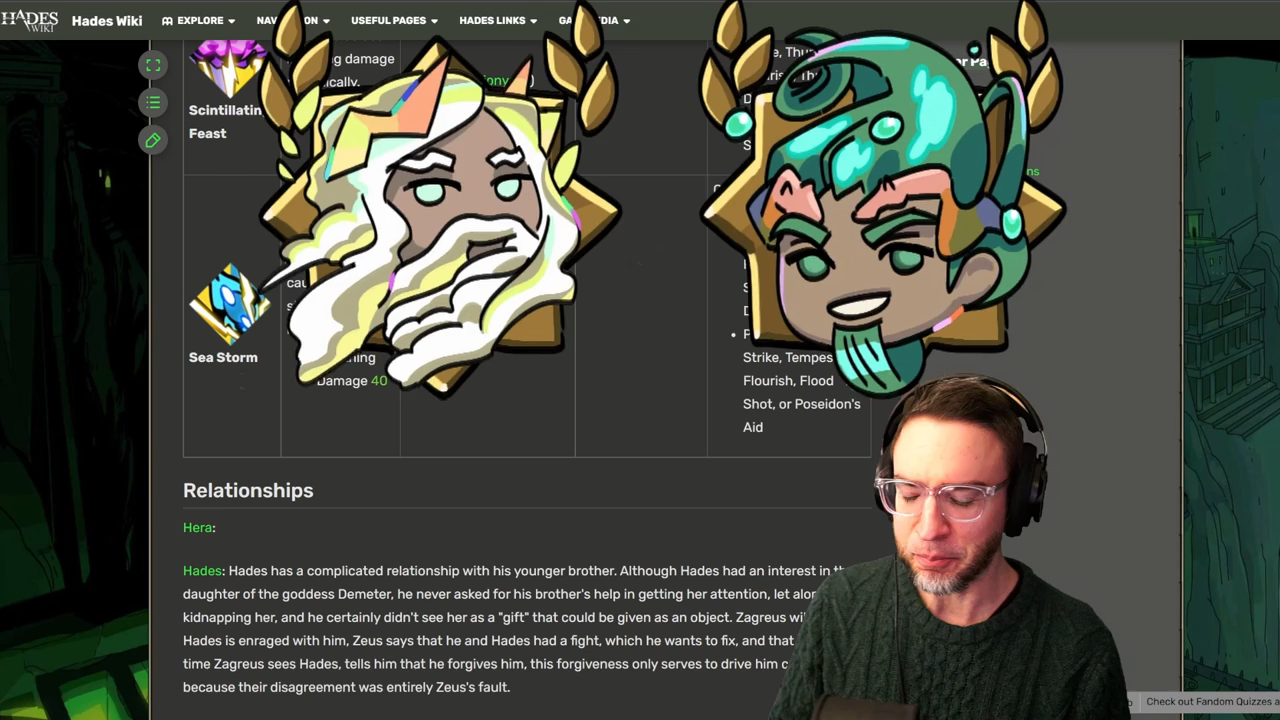 HADES
WIKI
Hades Wiki
EXPLORE
USEFUL PAGES
HADES LINKS
damage
Scintillatin
Feast
Sea Storm
Damage 40
Strike, Tempes
Flourish, Flood
Shot, or Poseidon's
Aid
Relationships
Hera:
Hades: Hades has a complicated relationship with his younger brother. Although Hades had an interest in
daughter of the goddess Demeter, he never asked for his brother's help in getting her attention, let
kidnapping her, and he certainly didn't see her as a "gift" that could be given as an object. Zagreus
Hades is enraged with him, Zeus says that he and Hades had a fight, which he wants to fix, and that
time Zagreus sees Hades, tells him that he forgives him, this forgiveness only serves to drive him
because their disagreement was entirely Zeus's fault.
Check out Fandom Quizzes